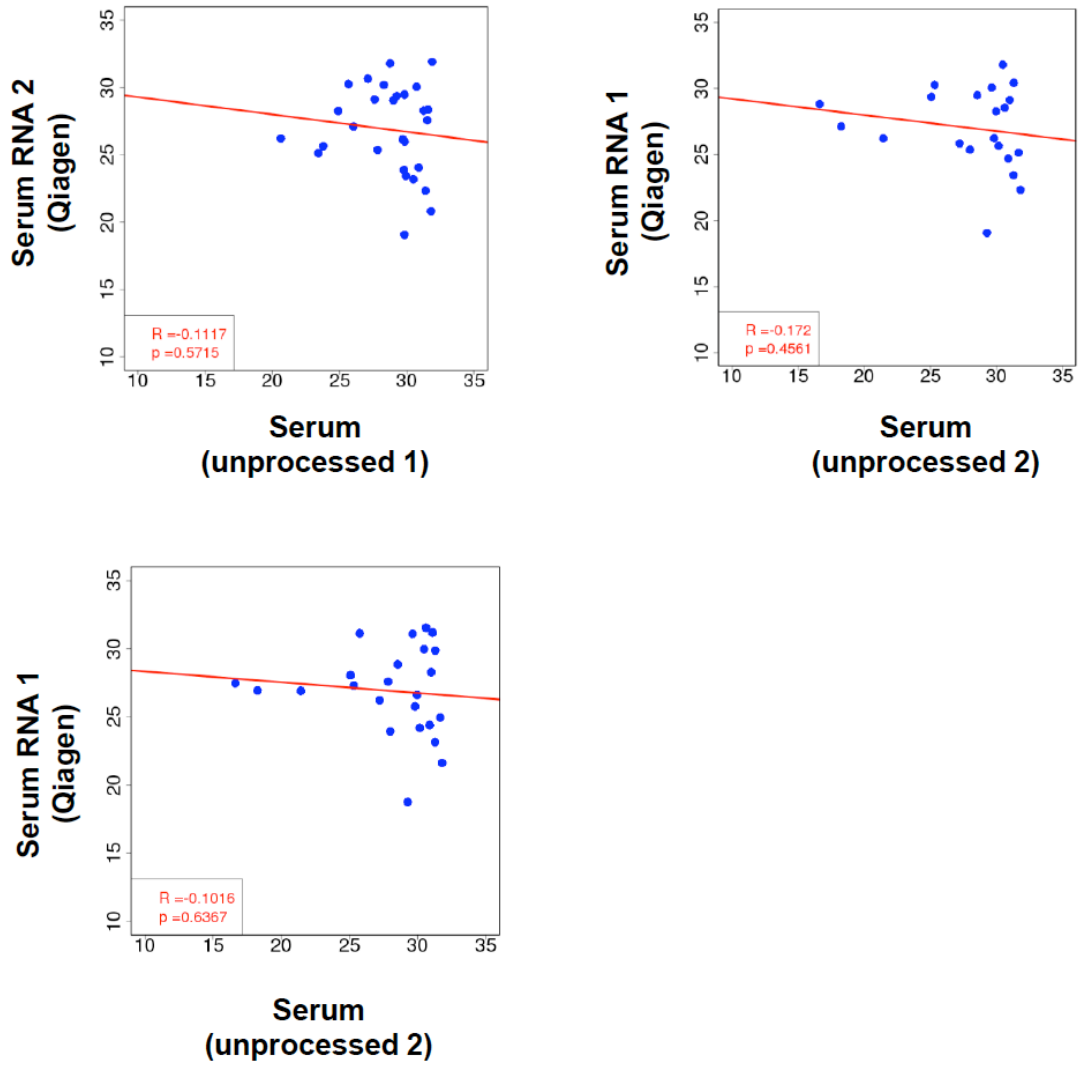 Serum RNA 2
(Qiagen)
35
30
25
20
15
10
R =-0.1117
p =0.5715
10 15 20 25 30 35
Serum
(unprocessed 1)
Serum RNA 1
(Qiagen)
35
30
25
20
15
10
R =-0.172
p =0.4561
10 15 20 25 30 35
Serum
(unprocessed 2)
Serum RNA 1
(Qiagen)
35
30
25
20
15
10
R =-0.1016
p =0.6367
10 15 20 25 30 35
Serum
(unprocessed 2)